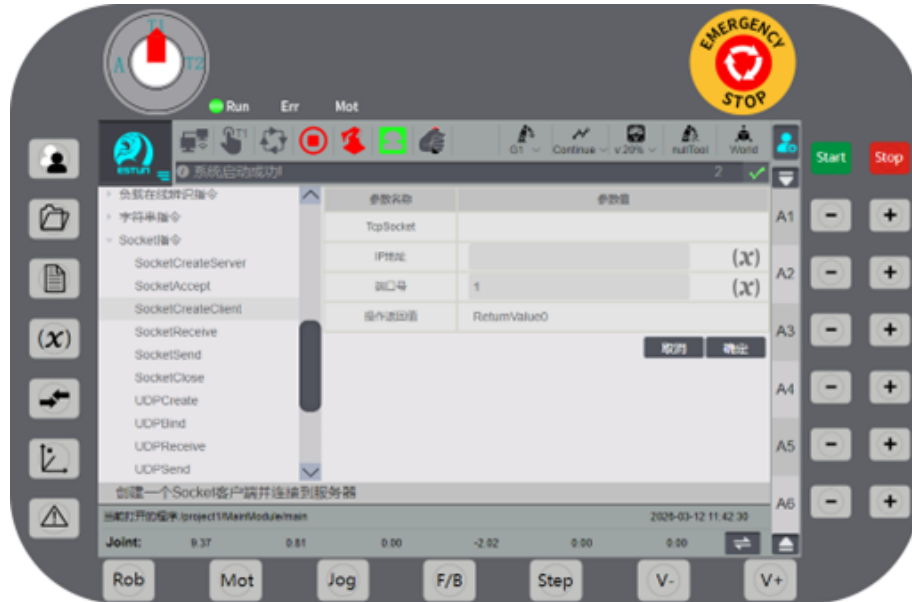 T1
A
T2
EMERGENCY
STOP
Run Err Mot
T1
G1 Continue v:20% nullTool World
ESTUN
系统启动成功!
2
Start
Stop
负载在线辨识指令
字符串指令
Socket指令
SocketCreateServer
SocketAccept
SocketCreateClient
SocketReceive
SocketSend
SocketClose
UDPCreate
UDPBind
UDPReceive
UDPSend
参数名称 参数值
TcpSocket
IP地址 (x)
端口号 1 (x)
操作返回值 ReturnValue0
取消 确定
A1 - +
A2 - +
A3 - +
A4 - +
A5 - +
A6 - +
(x)
创建一个Socket客户端并连接到服务器
当前打开的程序:/project1/MainModule/main 2026-03-12 11:42:30
Joint: 9.37 0.81 0.00 -2.02 0.00 0.00
Rob Mot Jog F/B Step V- V+